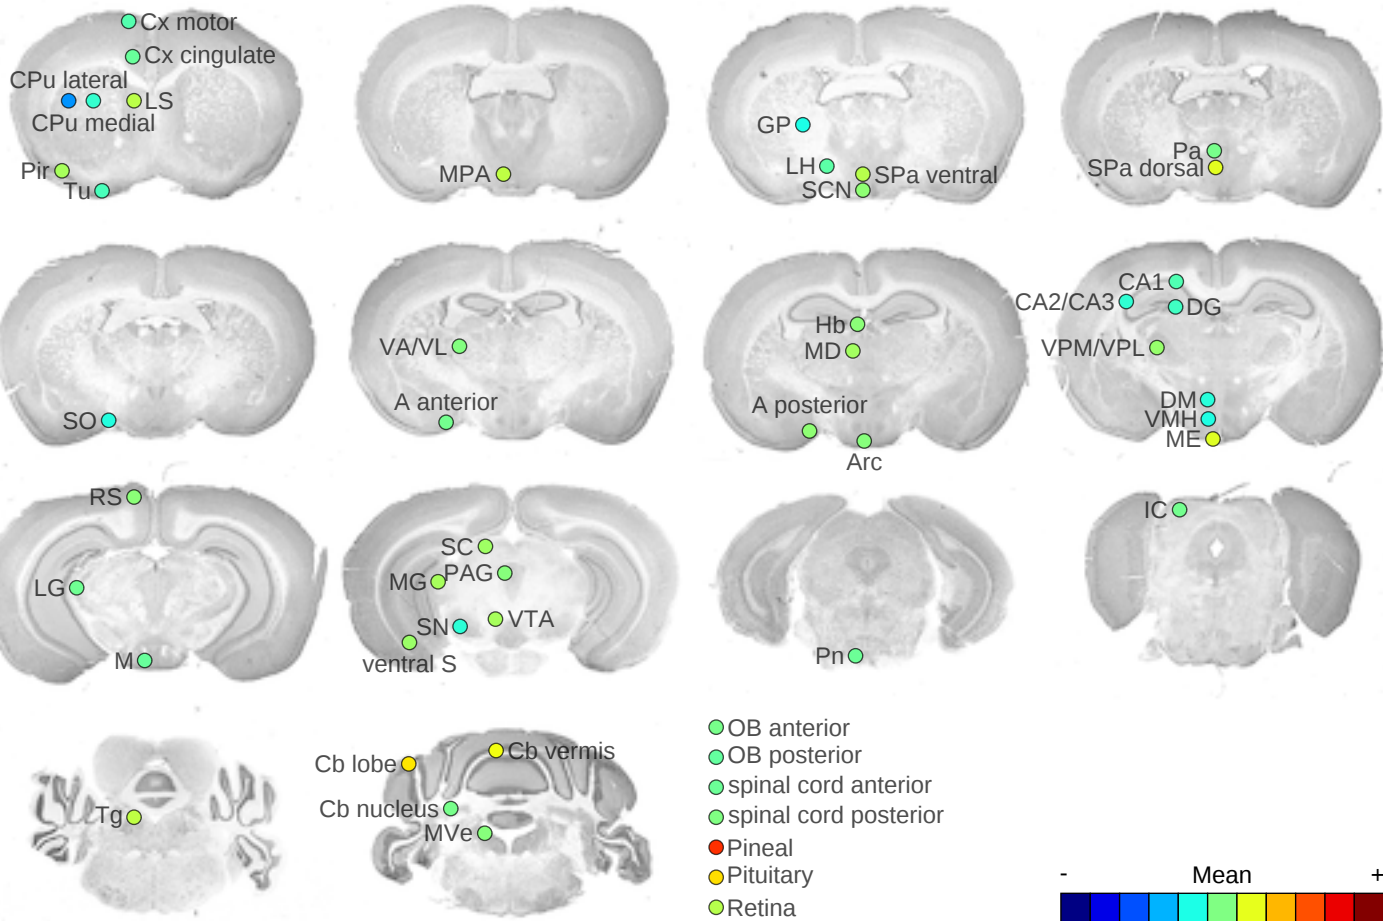 Cx motor
Cx cingulate
CPu lateral
LS
CPu medial
Pir
Tu
MPA
GP
LH
SPa ventral
SCN
Pa
SPa dorsal
SO
VA/VL
A anterior
Hb
MD
A posterior
Arc
CA1
CA2/CA3
DG
VPM/VPL
DM
VMH
ME
RS
LG
M
SC
MG
PAG
SN
VTA
ventral S
Pn
IC
Tg
Cb lobe
Cb vermis
Cb nucleus
MVe
OB anterior
OB posterior
spinal cord anterior
spinal cord posterior
Pineal
Pituitary
Retina
- Mean +